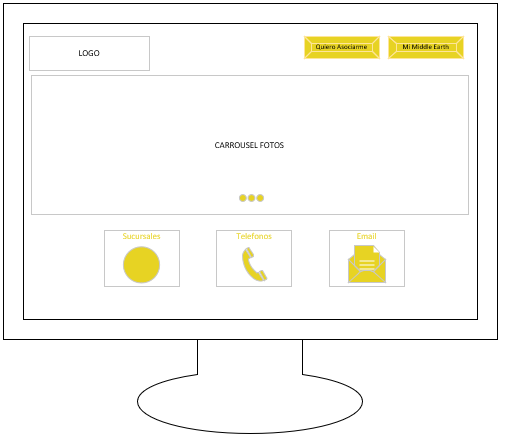 LOGO
Quiero Asociarme
Mi Middle Earth
CARROUSEL FOTOS
Sucursales
Telefonos
Email